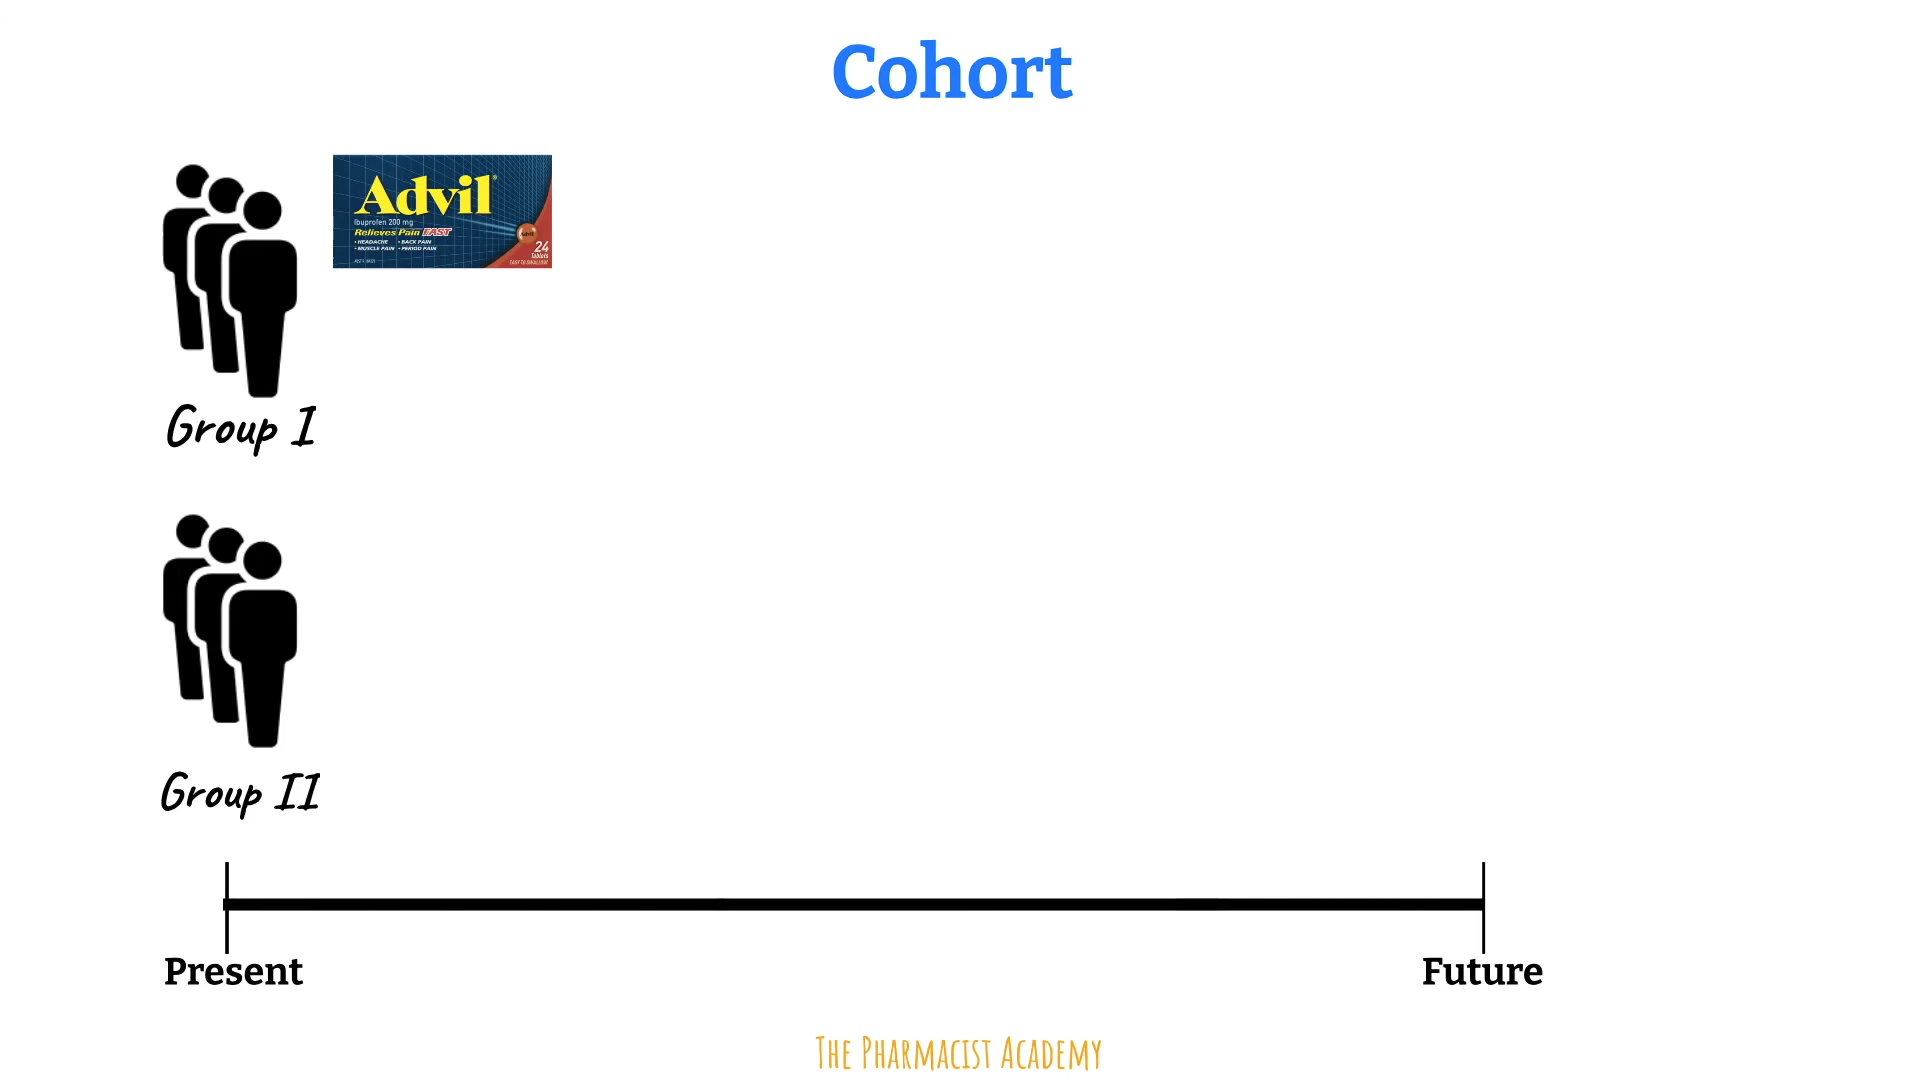 Cohort
Advil
Ibuprofen 200 mg
Relieves Pain FAST
• HEADACHE • BACK PAIN
• MUSCLE PAIN • PERIOD PAIN
Advil
24
Tablets
EASY TO SWALLOW
Group I
Group II
Present
Future
The Pharmacist Academy